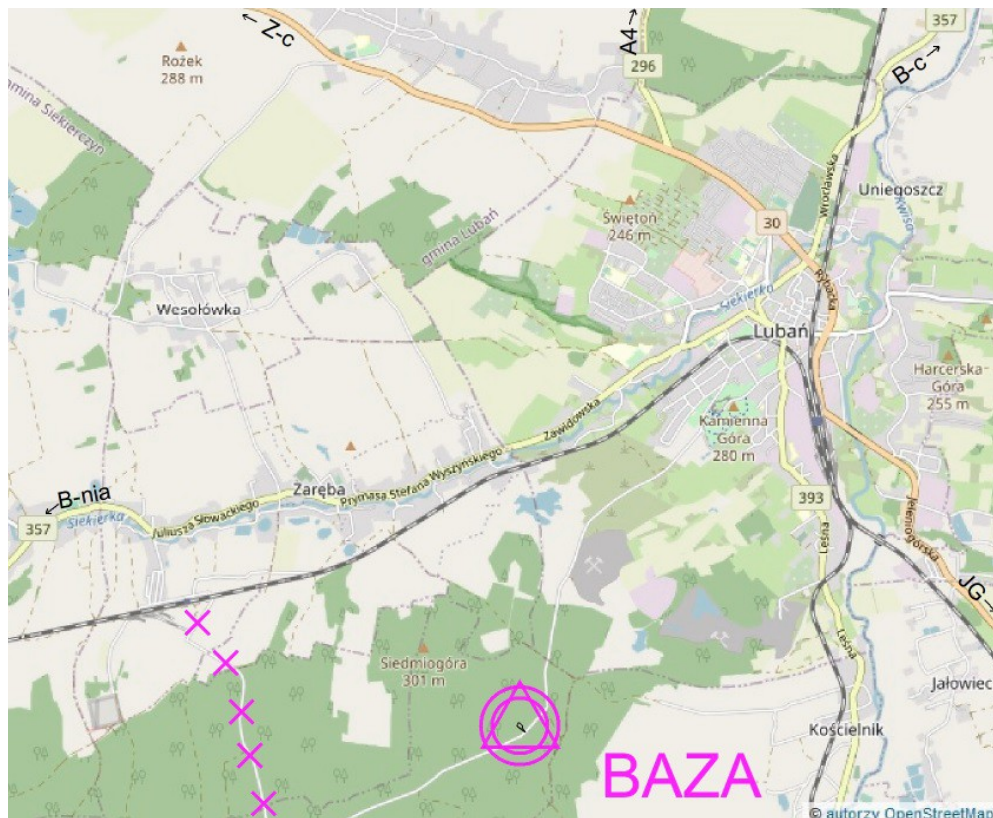 ← Z-c
A4 →
357
B-c →
Rożek
288 m
296
gmina Siekierczyn
Wrocławska
Uniegoszcz
Kwisa
Świętoń
246 m
30
gmina Lubań
Siekierka
Rybacka
Wesołówka
Lubań
Harcerska
Góra
255 m
Kamienna
Góra
280 m
Zawidowska
Prymasa Stefana Wyszyńskiego
Zaręba
← B-nia
357
Siekierka
Juliusza Słowackiego
393
Leśna
Jeleniogórska
JG →
Siedmiogóra
301 m
Leśna
Jałowiec
Kościelnik
P
BAZA
© autorzy OpenStreetMap